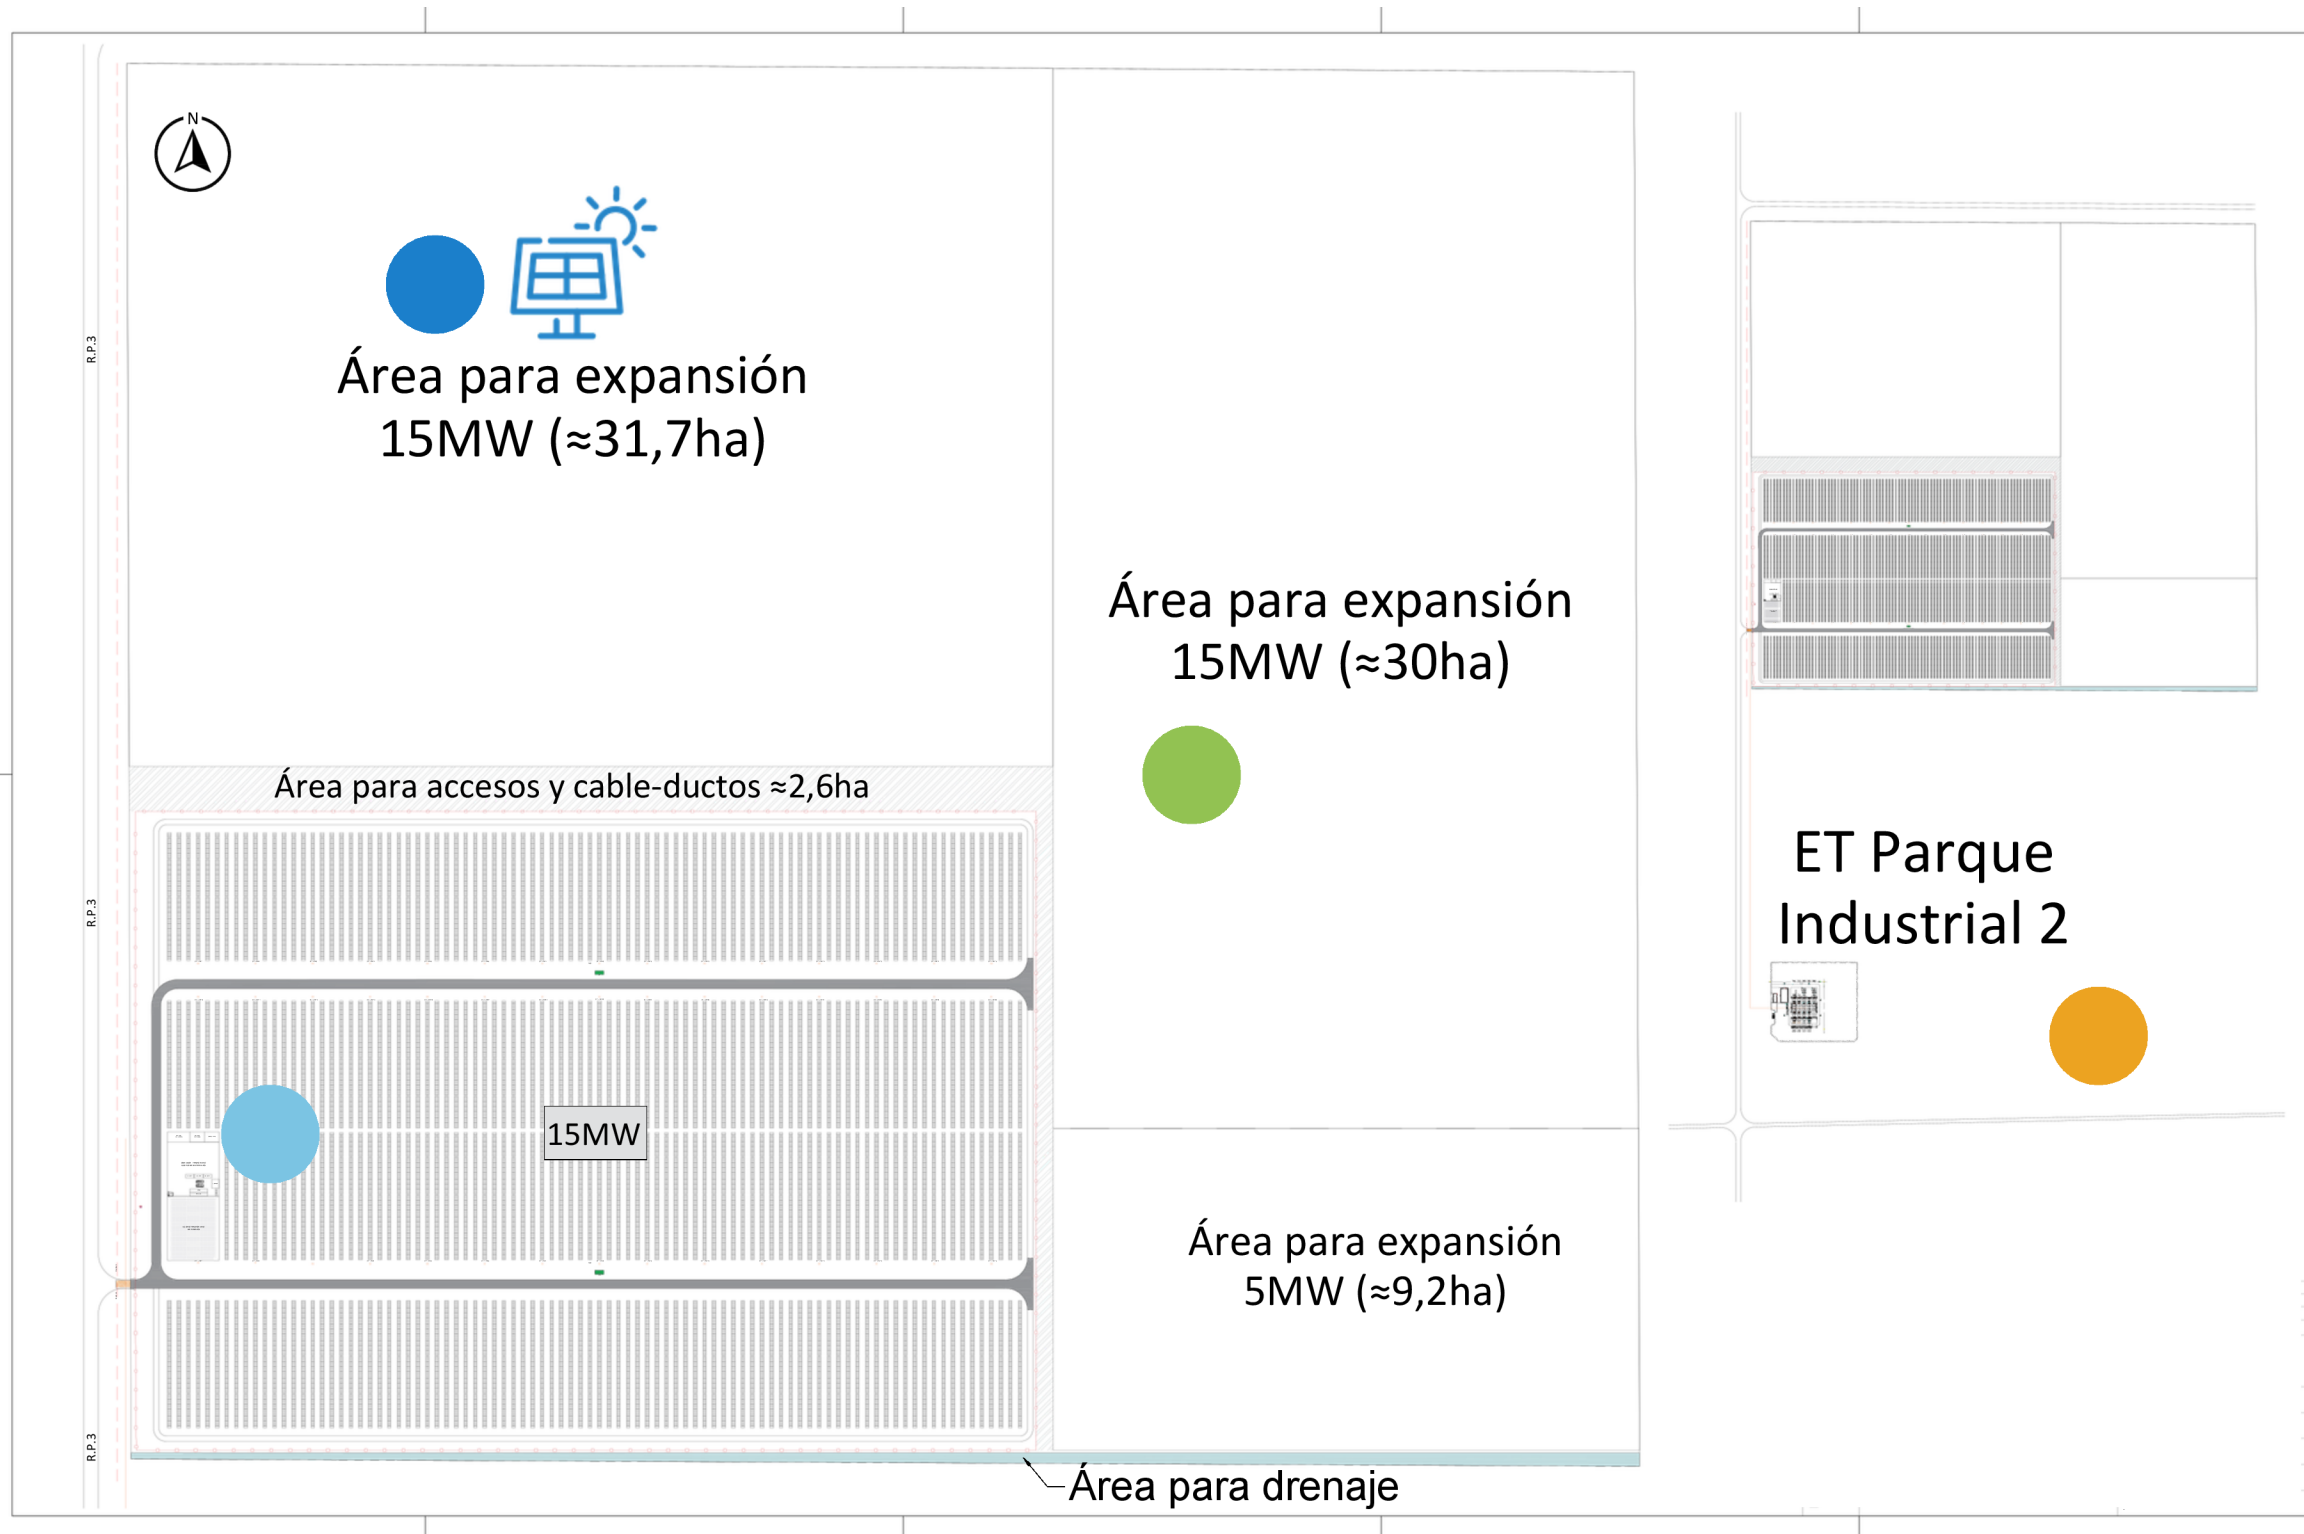 N
R.P.3
Área para expansión
15MW (≈31,7ha)
Área para expansión
15MW (≈30ha)
Área para accesos y cable-ductos ≈2,6ha
ET Parque
Industrial 2
R.P.3
15MW
Área para expansión
5MW (≈9,2ha)
R.P.3
Área para drenaje